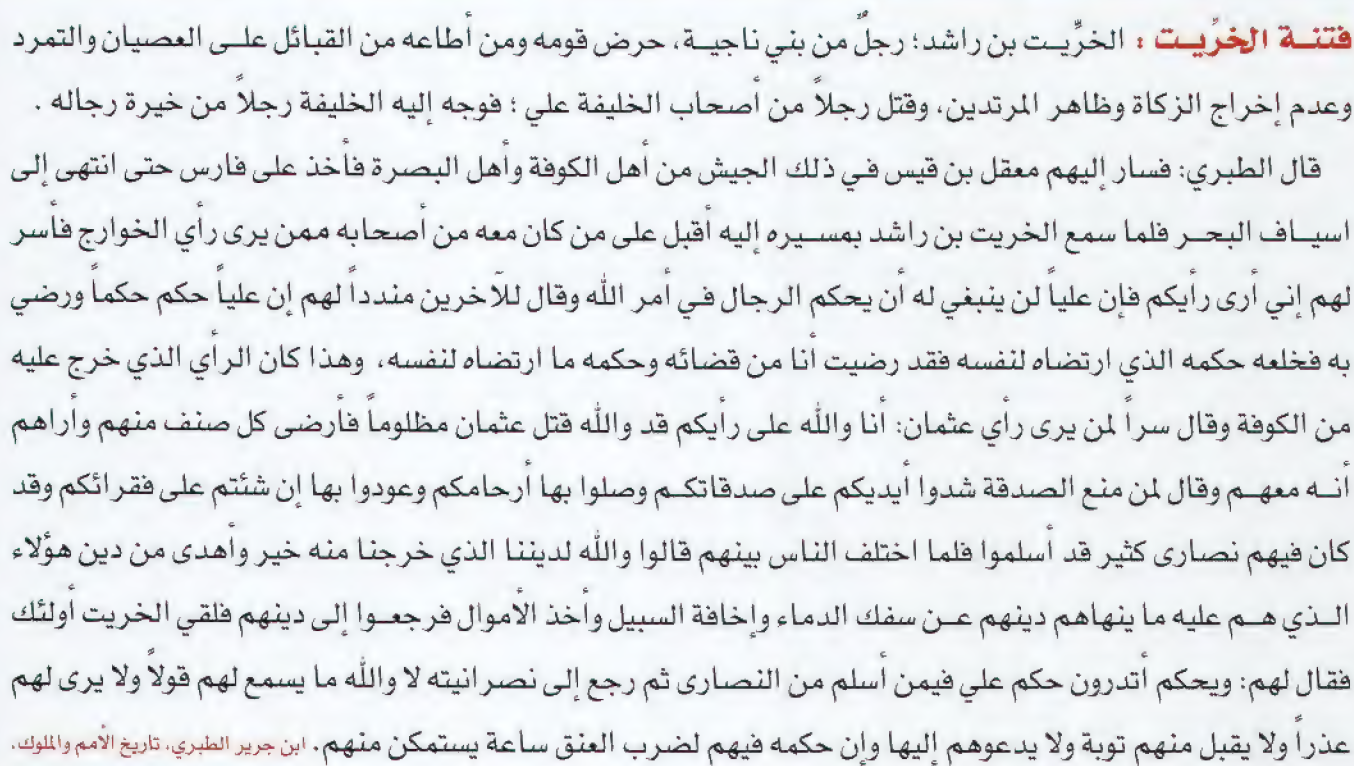 فتنة الخرِّيت : الخرِّيت بن راشد؛ رجلٌ من بني ناجية، حرض قومه ومن أطاعه من القبائل على العصيان والتمرد
وعدم إخراج الزكاة وظاهر المرتدين، وقتل رجلاً من أصحاب الخليفة علي ؛ فوجه إليه الخليفة رجلاً من خيرة رجاله .
قال الطبري: فسار إليهم معقل بن قيس في ذلك الجيش من أهل الكوفة وأهل البصرة فأخذ على فارس حتى انتهى إلى
اسياف البحر فلما سمع الخريت بن راشد بمسيره إليه أقبل على من كان معه من أصحابه ممن يرى رأي الخوارج فأسر
لهم إني أرى رأيكم فإن علياً لن ينبغي له أن يحكم الرجال في أمر الله وقال للآخرين مندداً لهم إن علياً حكم حكماً ورضي
به فخلعه حكمه الذي ارتضاه لنفسه فقد رضيت أنا من قضائه وحكمه ما ارتضاه لنفسه، وهذا كان الرأي الذي خرج عليه
من الكوفة وقال سراً لمن يرى رأي عثمان: أنا والله على رأيكم قد والله قتل عثمان مظلوماً فأرضى كل صنف منهم وأراهم
أنه معهم وقال لمن منع الصدقة شدوا أيديكم على صدقاتكم وصلوا بها أرحامكم وعودوا بها إن شئتم على فقرائكم وقد
كان فيهم نصارى كثير قد أسلموا فلما اختلف الناس بينهم قالوا والله لديننا الذي خرجنا منه خير وأهدى من دين هؤلاء
الذي هم عليه ما ينهاهم دينهم عن سفك الدماء وإخافة السبيل وأخذ الأموال فرجعوا إلى دينهم فلقي الخريت أولئك
فقال لهم: ويحكم أتدرون حكم علي فيمن أسلم من النصارى ثم رجع إلى نصرانيته لا والله ما يسمع لهم قولاً ولا يرى لهم
عذراً ولا يقبل منهم توبة ولا يدعوهم إليها وإن حكمه فيهم لضرب العنق ساعة يستمكن منهم. ابن جرير الطبري، تاريخ الأمم والملوك.